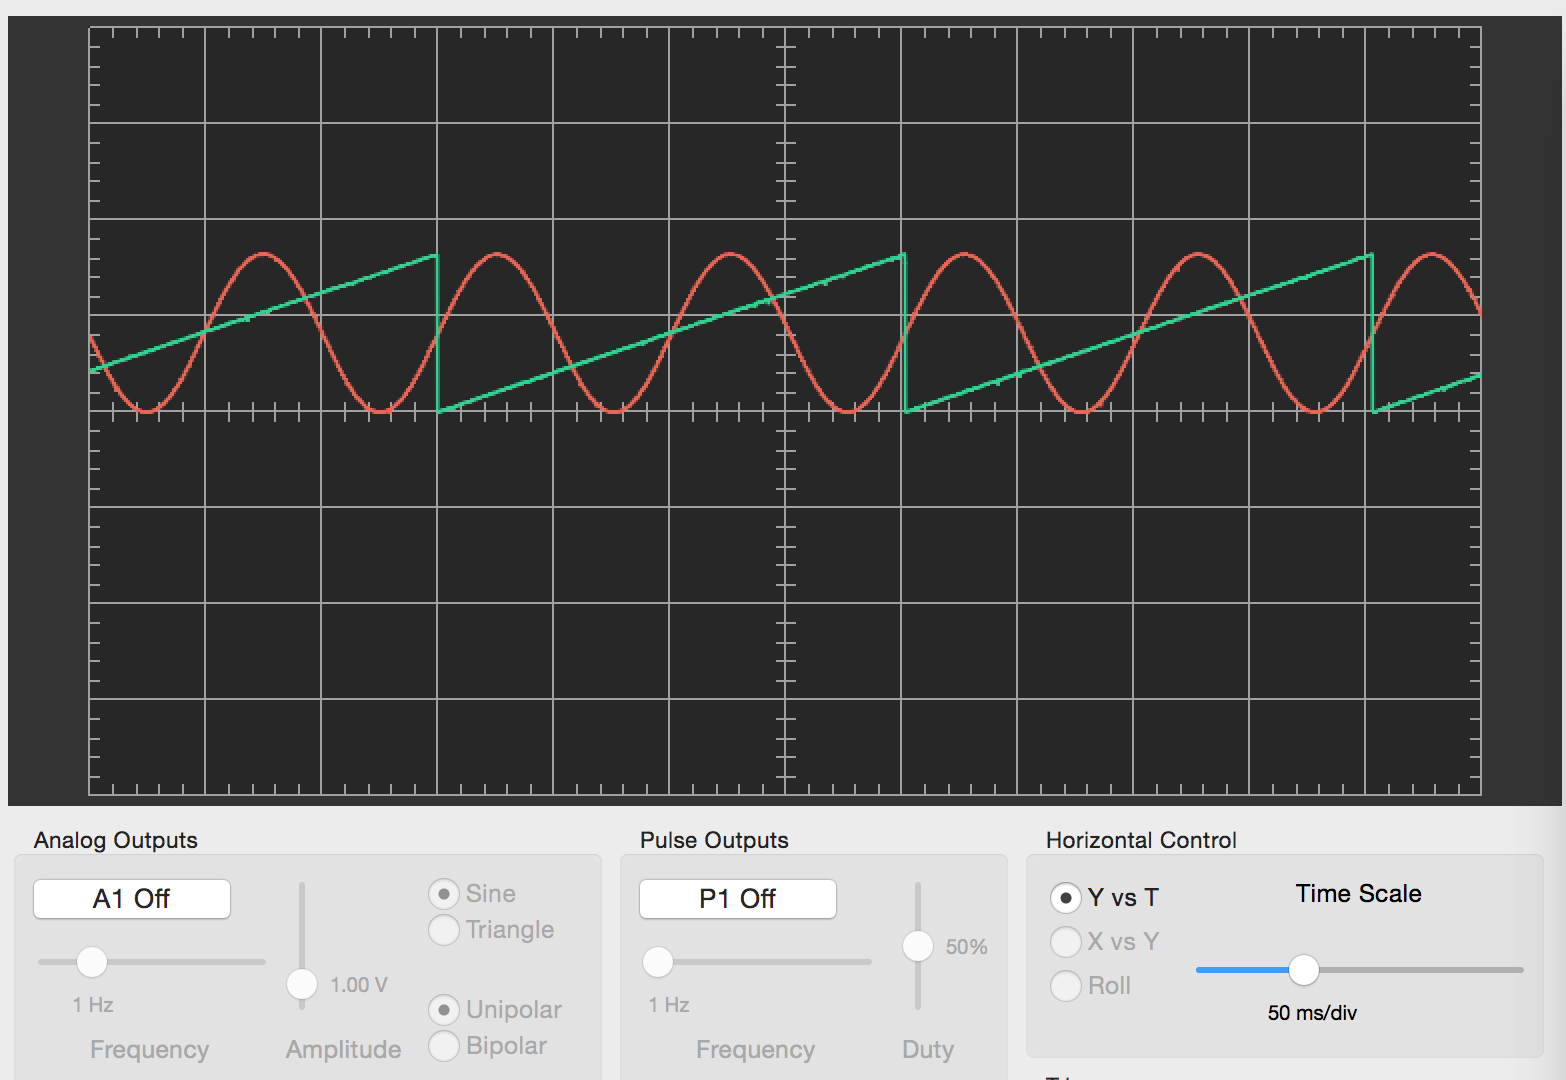 Analog Outputs
A1 Off
1 Hz
Frequency
1.00 V
Amplitude
Sine
Triangle
Unipolar
Bipolar
Pulse Outputs
P1 Off
1 Hz
Frequency
50%
Duty
Horizontal Control
Y vs T
X vs Y
Roll
Time Scale
50 ms/div